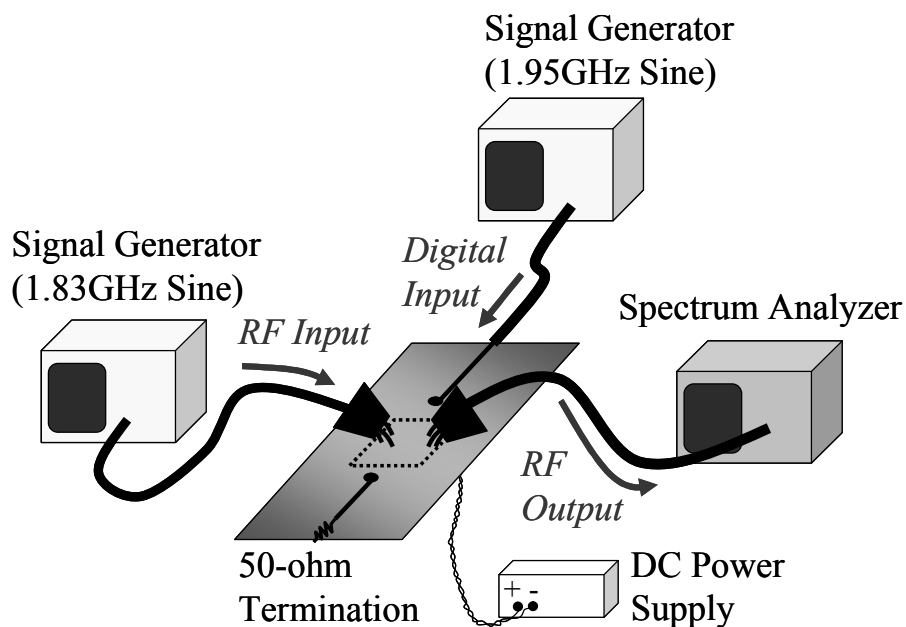 Signal Generator
(1.95GHz Sine)
Signal Generator
(1.83GHz Sine)
Digital
Input
RF Input
Spectrum Analyzer
RF
Output
50-ohm
Termination
+ -
DC Power
Supply